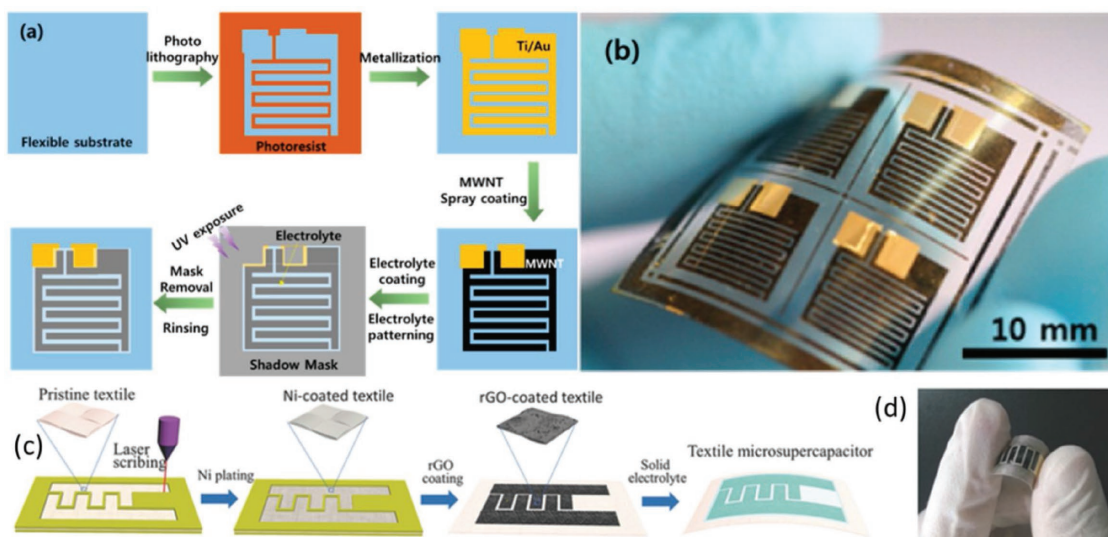 (a)
Photo
lithography
Metallization
Ti/Au
Flexible substrate
Photoresist
MWNT
Spray coating
UV exposure
Electrolyte
Mask
Removal
Rinsing
Electrolyte
coating
Electrolyte
patterning
MWNT
Shadow Mask
(b)
10 mm
(c)
Pristine textile
Laser
scribing
Ni plating
Ni-coated textile
rGO
coating
rGO-coated textile
Solid
electrolyte
Textile microsupercapacitor
(d)